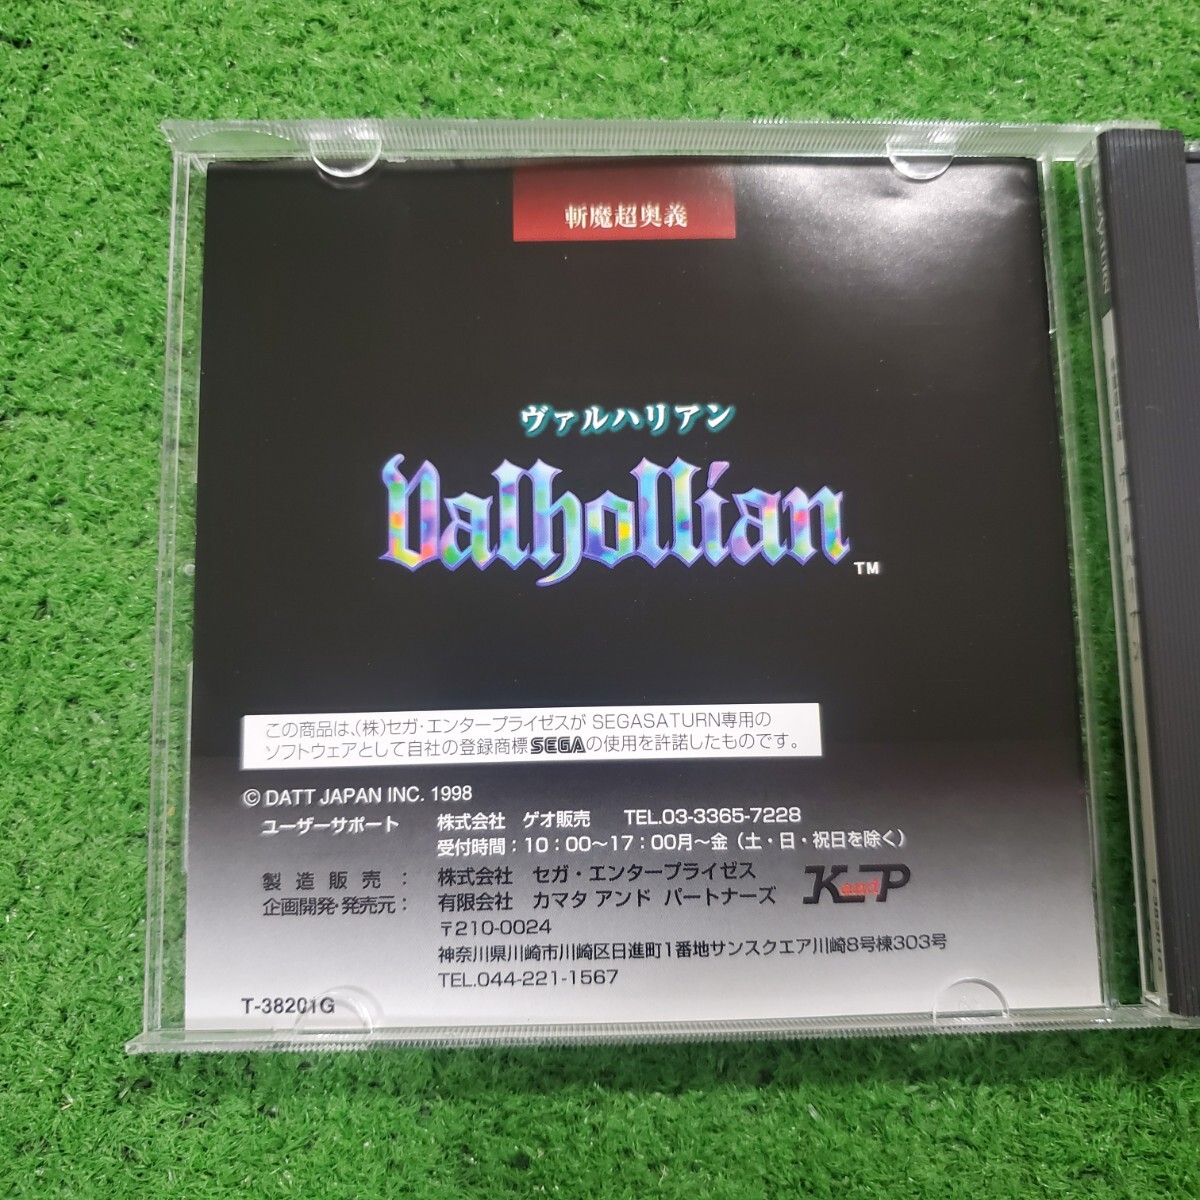 斬魔超奥義
ヴァルハリアン
Valhollian
TM
この商品は、(株)セガ・エンタープライゼスが SEGASATURN専用の
ソフトウェアとして自社の登録商標SEGAの使用を許諾したものです。
© DATT JAPAN INC. 1998
ユーザーサポート 株式会社 ゲオ販売 TEL.03-3365-7228
受付時間：10：00〜17：00月〜金（土・日・祝日を除く）
製造販売： 株式会社 セガ・エンタープライゼス
企画開発・発売元： 有限会社 カマタ アンド パートナーズ
KandP
〒210-0024
神奈川県川崎市川崎区日進町1番地サンスクエア川崎8号棟303号
TEL.044-221-1567
T-38201G